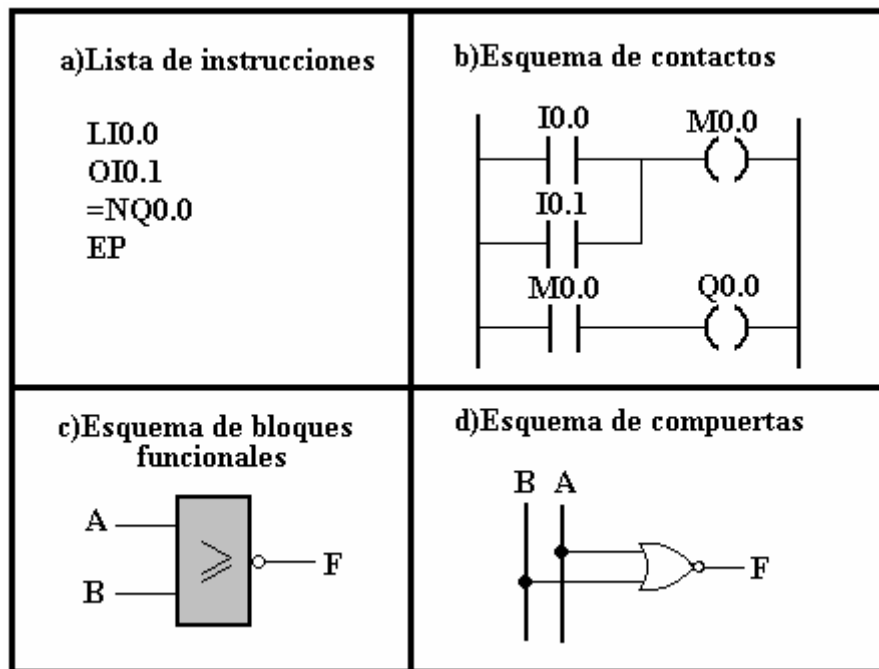 a)Lista de instrucciones
LI0.0
OI0.1
=NQ0.0
EP
b)Esquema de contactos
I0.0 M0.0
I0.1
M0.0 Q0.0
c)Esquema de bloques
funcionales
A
≥
F
B
d)Esquema de compuertas
B A
F